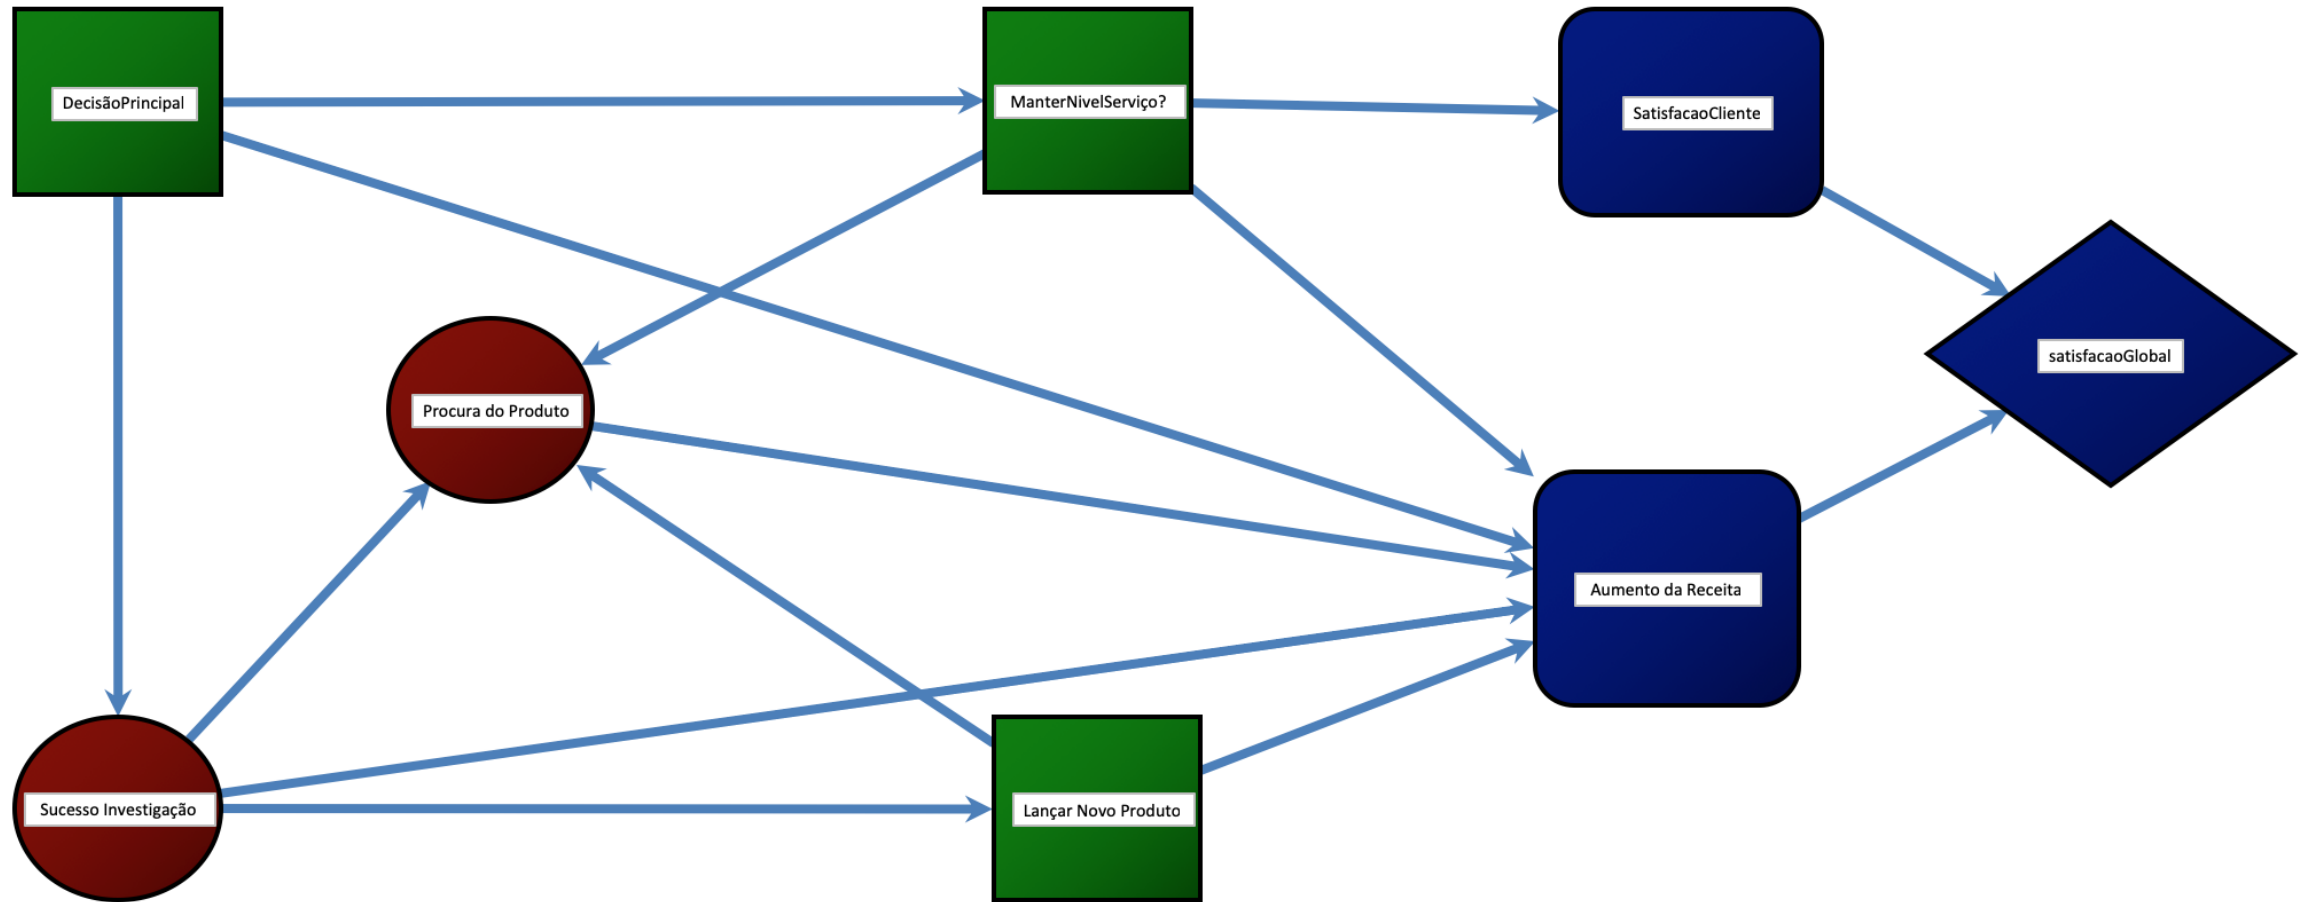 DecisãoPrincipal
ManterNivelServiço?
SatisfacaoCliente
satisfacaoGlobal
Procura do Produto
Aumento da Receita
Sucesso Investigação
Lançar Novo Produto